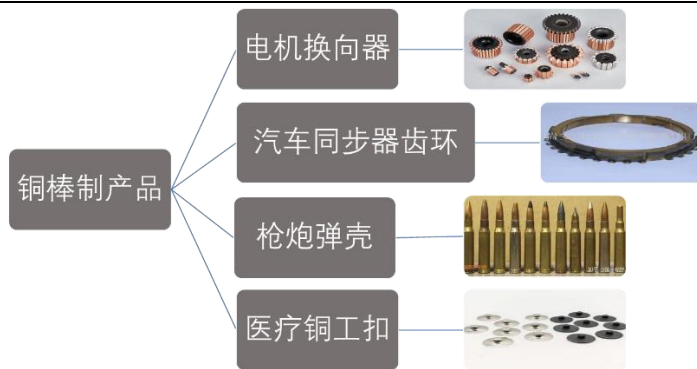 电机换向器
汽车同步器齿环
铜棒制产品
枪炮弹壳
医疗铜工扣